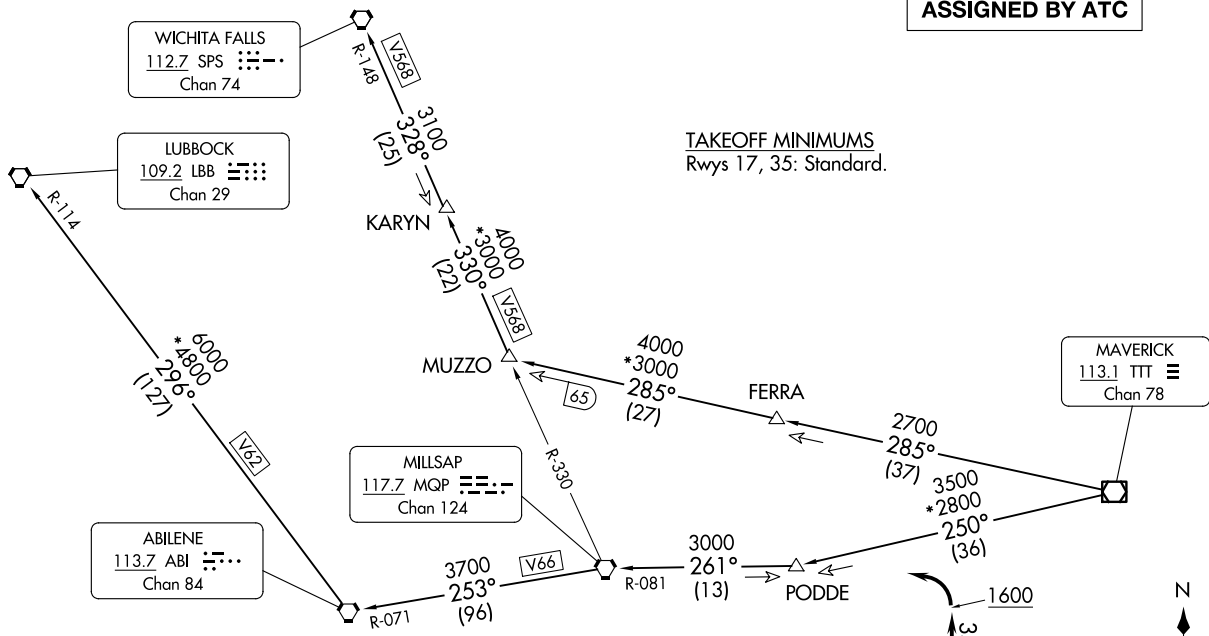 ASSIGNED BY ATC
WICHITA FALLS
112.7 SPS
Chan 74
R-148
V568
3100
328°
(25)
LUBBOCK
109.2 LBB
Chan 29
R-114
TAKEOFF MINIMUMS
Rwys 17, 35: Standard.
KARYN
4000
*3000
330°
(22)
V568
6000
*4800
296°
(127)
V62
MUZZO
4000
*3000
285°
(27)
65
FERRA
MAVERICK
113.1 TTT
Chan 78
2700
285°
(37)
R-330
MILLSAP
117.7 MQP
Chan 124
3500
*2800
250°
(36)
ABILENE
113.7 ABI
Chan 84
3700
253°
(96)
V66
R-071
3000
261°
(13)
R-081
PODDE
1600
3
N